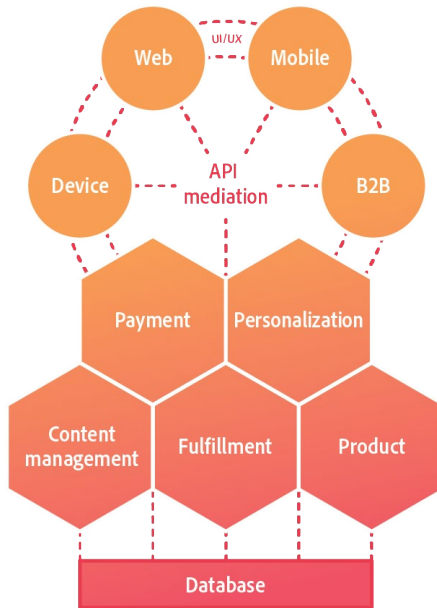 UI/UX
Web
Mobile
API
mediation
Device
B2B
Payment
Personalization
Content
management
Fulfillment
Product
Database